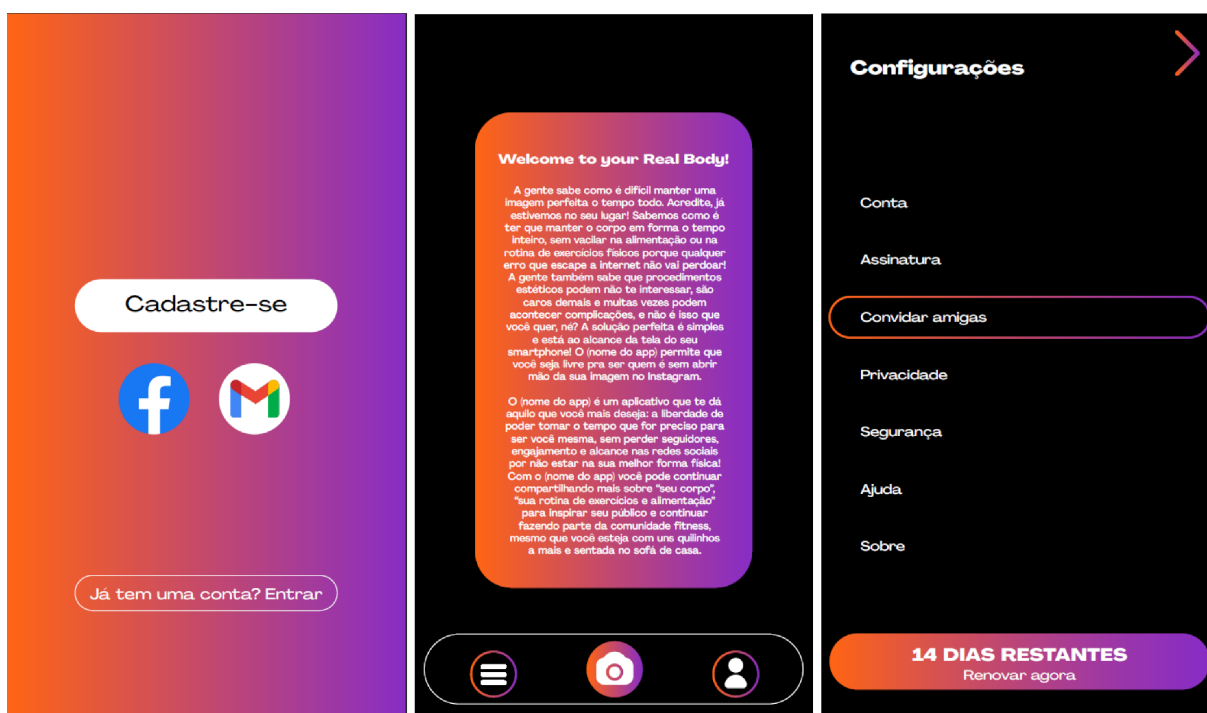 Cadastre-se
Já tem uma conta? Entrar
Welcome to your Real Body!
A gente sabe como é difícil manter uma
imagem perfeita o tempo todo. Acredite, já
estivemos no seu lugar! Sabemos como é
ter que manter o corpo em forma o tempo
inteiro, sem vacilar na alimentação ou na
rotina de exercícios físicos porque qualquer
erro que escape a internet não vai perdoar!
A gente também sabe que procedimentos
estéticos podem não te interessar, são
caros demais e muitas vezes podem
acontecer complicações, e não é isso que
você quer, né? A solução perfeita é simples
e está ao alcance da tela do seu
smartphone! O (nome do app) permite que
você seja livre pra ser quem é sem abrir
mão da sua imagem no Instagram.
O (nome do app) é um aplicativo que te dá
aquilo que você mais deseja: a liberdade de
poder tomar o tempo que for preciso para
ser você mesma, sem perder seguidores,
engajamento e alcance nas redes sociais
por não estar na sua melhor forma física!
Com o (nome do app) você pode continuar
compartilhando mais sobre “seu corpo”,
“sua rotina de exercícios e alimentação”
para inspirar seu público e continuar
fazendo parte da comunidade fitness,
mesmo que você esteja com uns quilinhos
a mais e sentada no sofá de casa.
Configurações
Conta
Assinatura
Convidar amigas
Privacidade
Segurança
Ajuda
Sobre
14 DIAS RESTANTES
Renovar agora